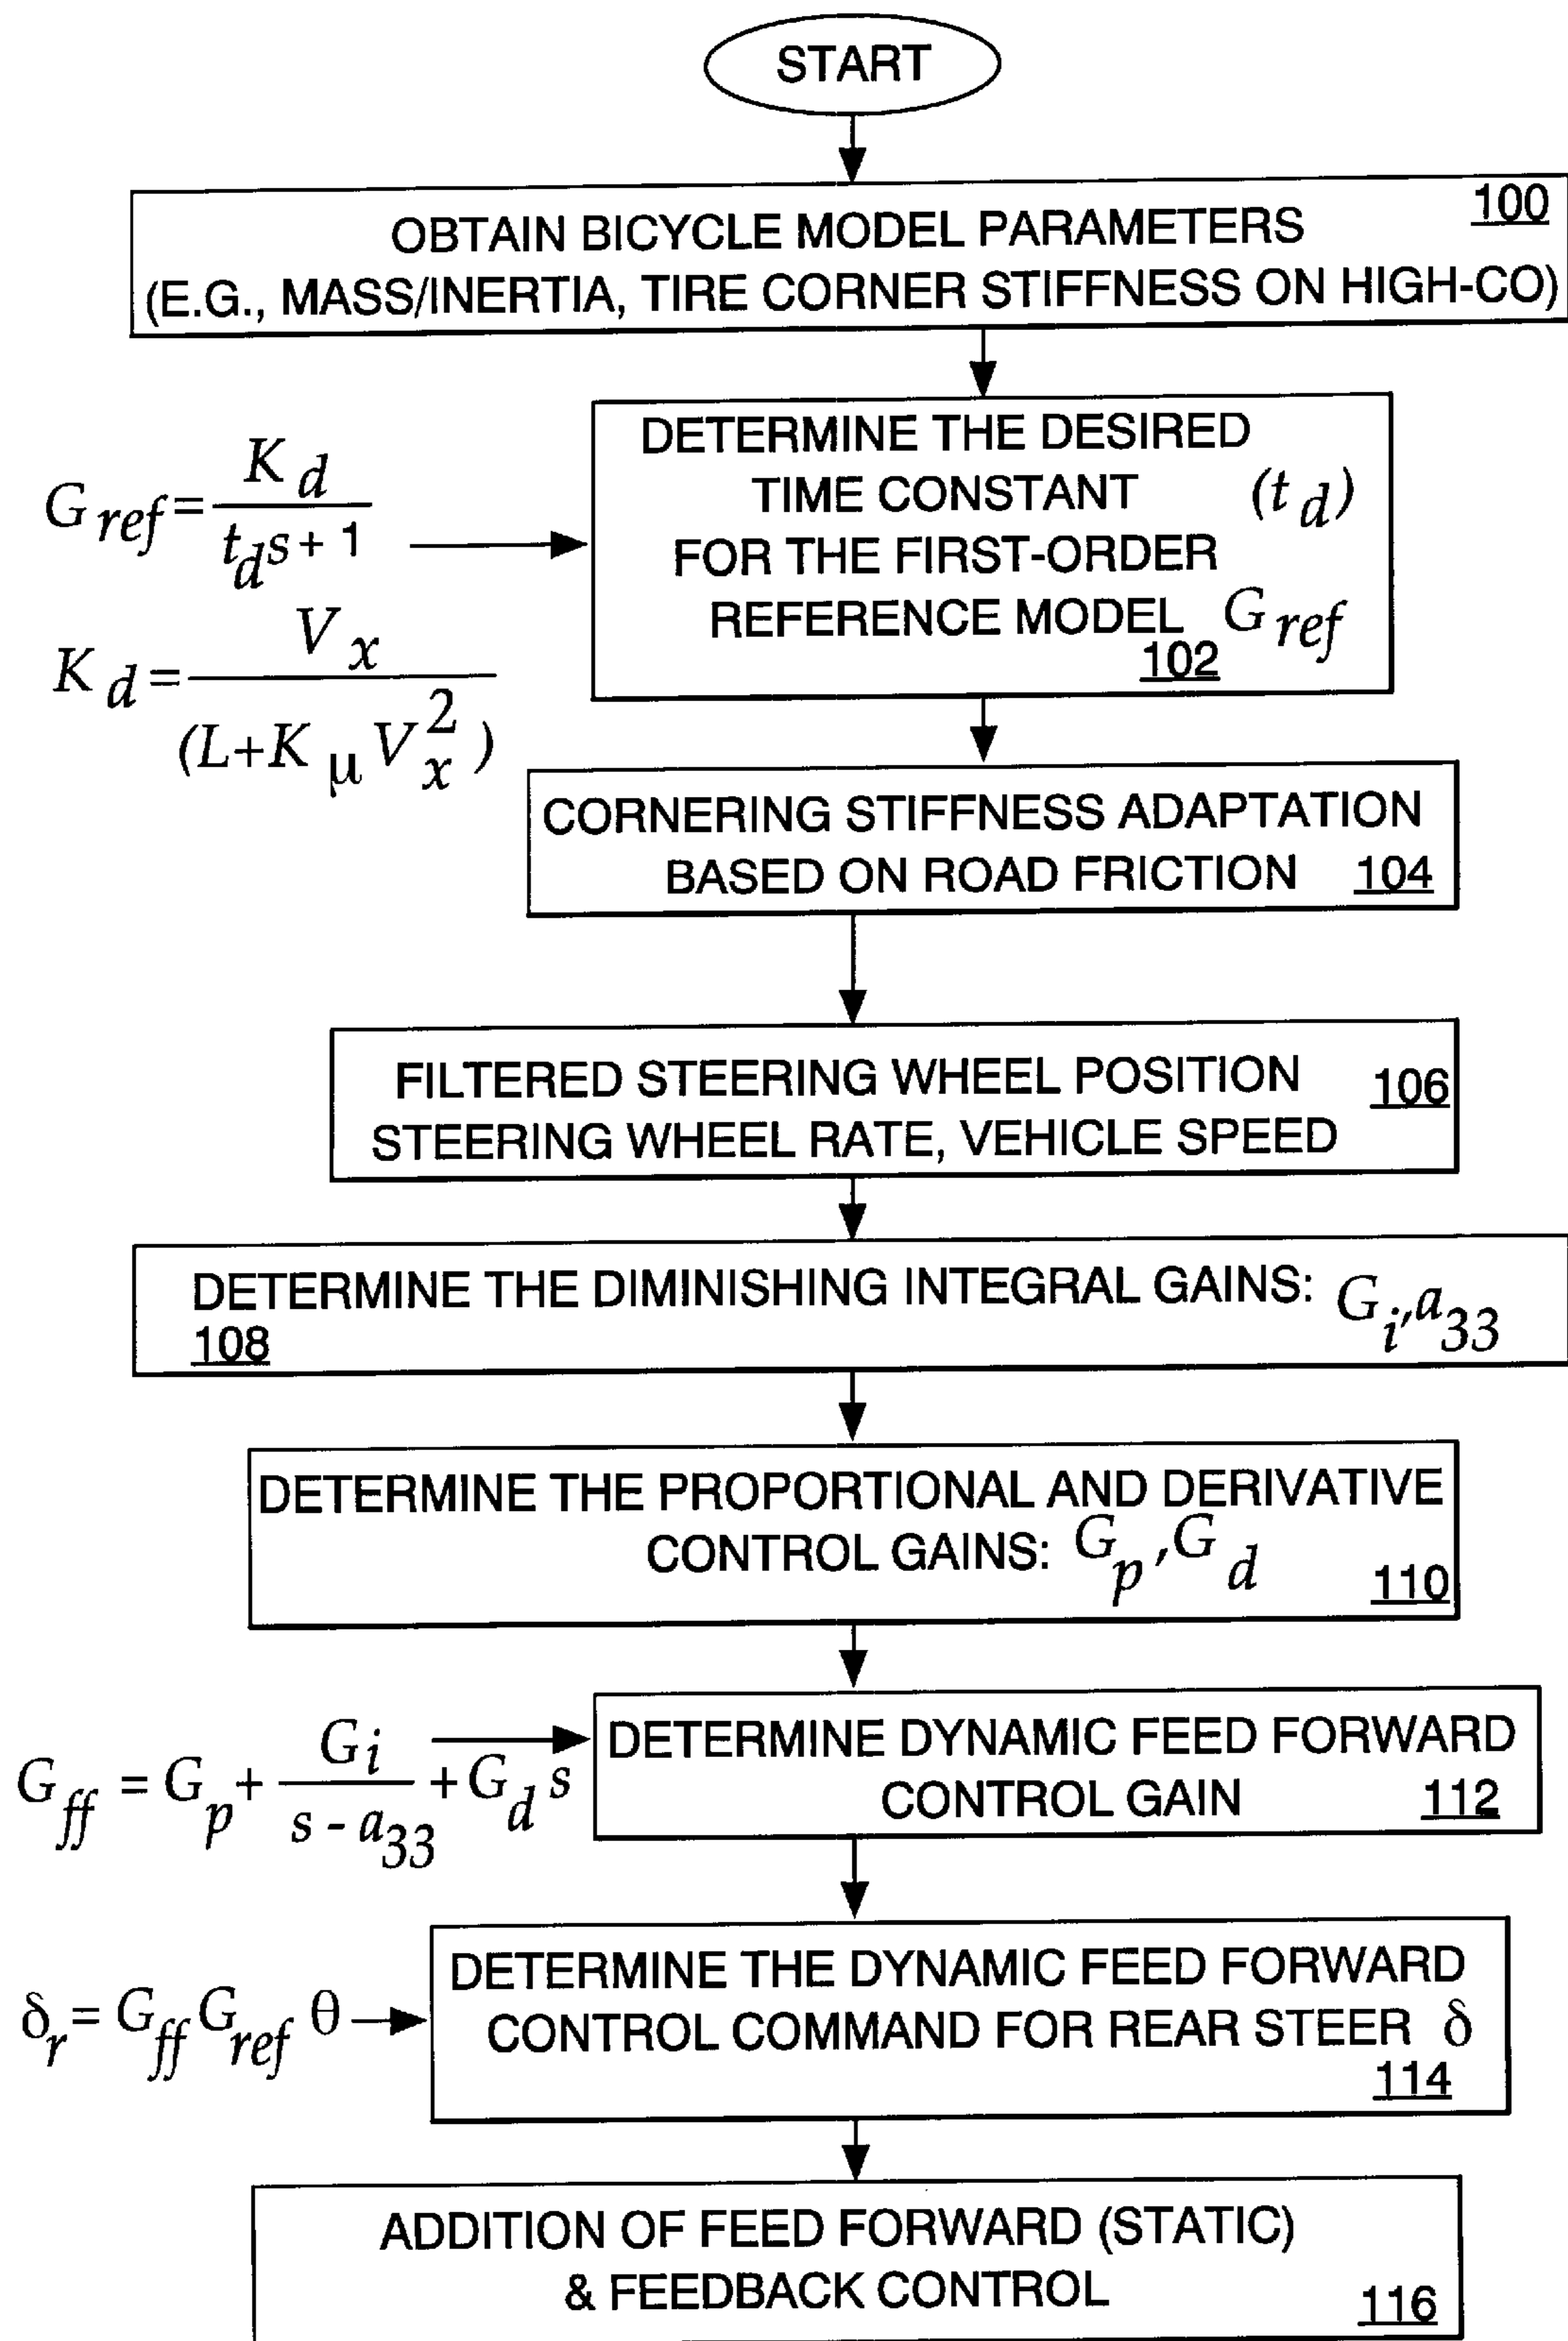 START
100
OBTAIN BICYCLE MODEL PARAMETERS
(E.G., MASS/INERTIA, TIRE CORNER STIFFNESS ON HIGH-CO)
G_ref = K_d / (t_d s + 1)
K_d = V_x / (L + K_μ V_x^2)
DETERMINE THE DESIRED
TIME CONSTANT (t_d)
FOR THE FIRST-ORDER
REFERENCE MODEL G_ref
102
CORNERING STIFFNESS ADAPTATION
BASED ON ROAD FRICTION 104
FILTERED STEERING WHEEL POSITION 106
STEERING WHEEL RATE, VEHICLE SPEED
DETERMINE THE DIMINISHING INTEGRAL GAINS: G_i, a_33
108
DETERMINE THE PROPORTIONAL AND DERIVATIVE
CONTROL GAINS: G_p, G_d
110
G_ff = G_p + G_i / (s - a_33) + G_d s
DETERMINE DYNAMIC FEED FORWARD
CONTROL GAIN 112
δ_r = G_ff G_ref θ
DETERMINE THE DYNAMIC FEED FORWARD
CONTROL COMMAND FOR REAR STEER δ
114
ADDITION OF FEED FORWARD (STATIC)
& FEEDBACK CONTROL 116